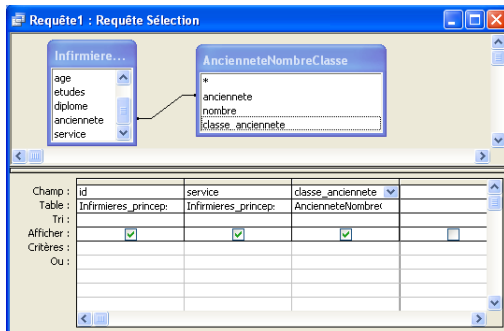 Requête1 : Requête Sélection
Infirmiere...
age
etudes
diplome
anciennete
service
AncienneteNombreClasse
*
anciennete
nombre
classe_anciennete
Champ : id service classe_anciennete
Table : Infirmieres_princep: Infirmieres_princep: AncienneteNombre(
Tri :
Afficher :
Critères :
Ou :